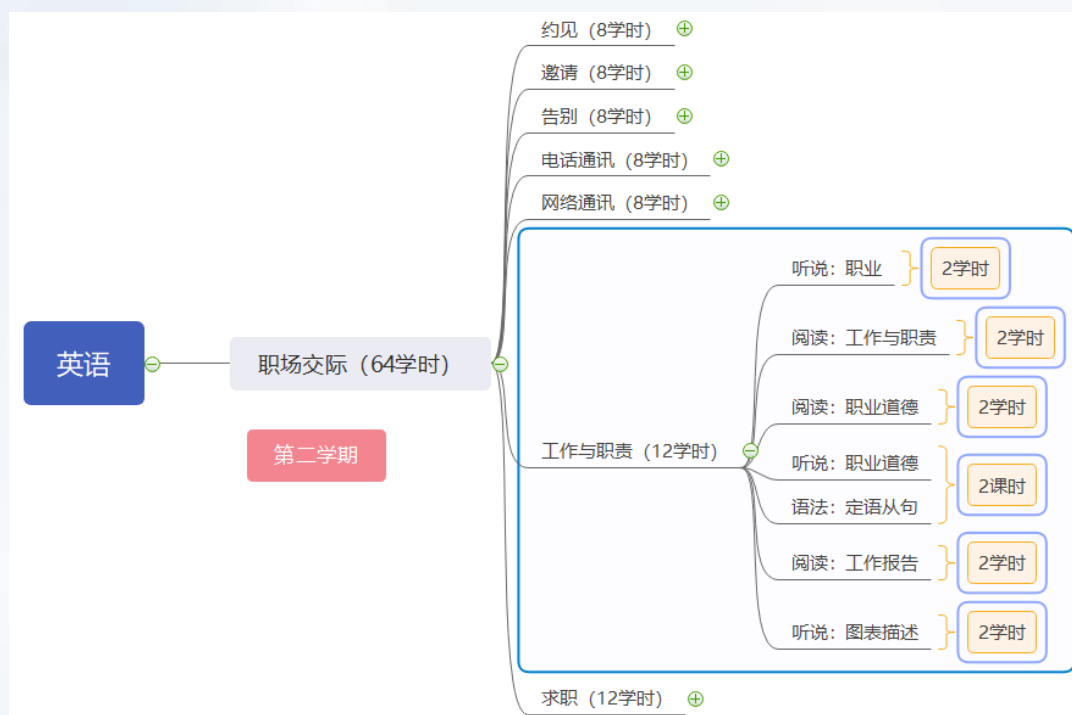 英语
职场交际（64学时）
第二学期
约见（8学时）
邀请（8学时）
告别（8学时）
电话通讯（8学时）
网络通讯（8学时）
工作与职责（12学时）
听说：职业
2学时
阅读：工作与职责
2学时
阅读：职业道德
2学时
听说：职业道德
语法：定语从句
2课时
阅读：工作报告
2学时
听说：图表描述
2学时
求职（12学时）